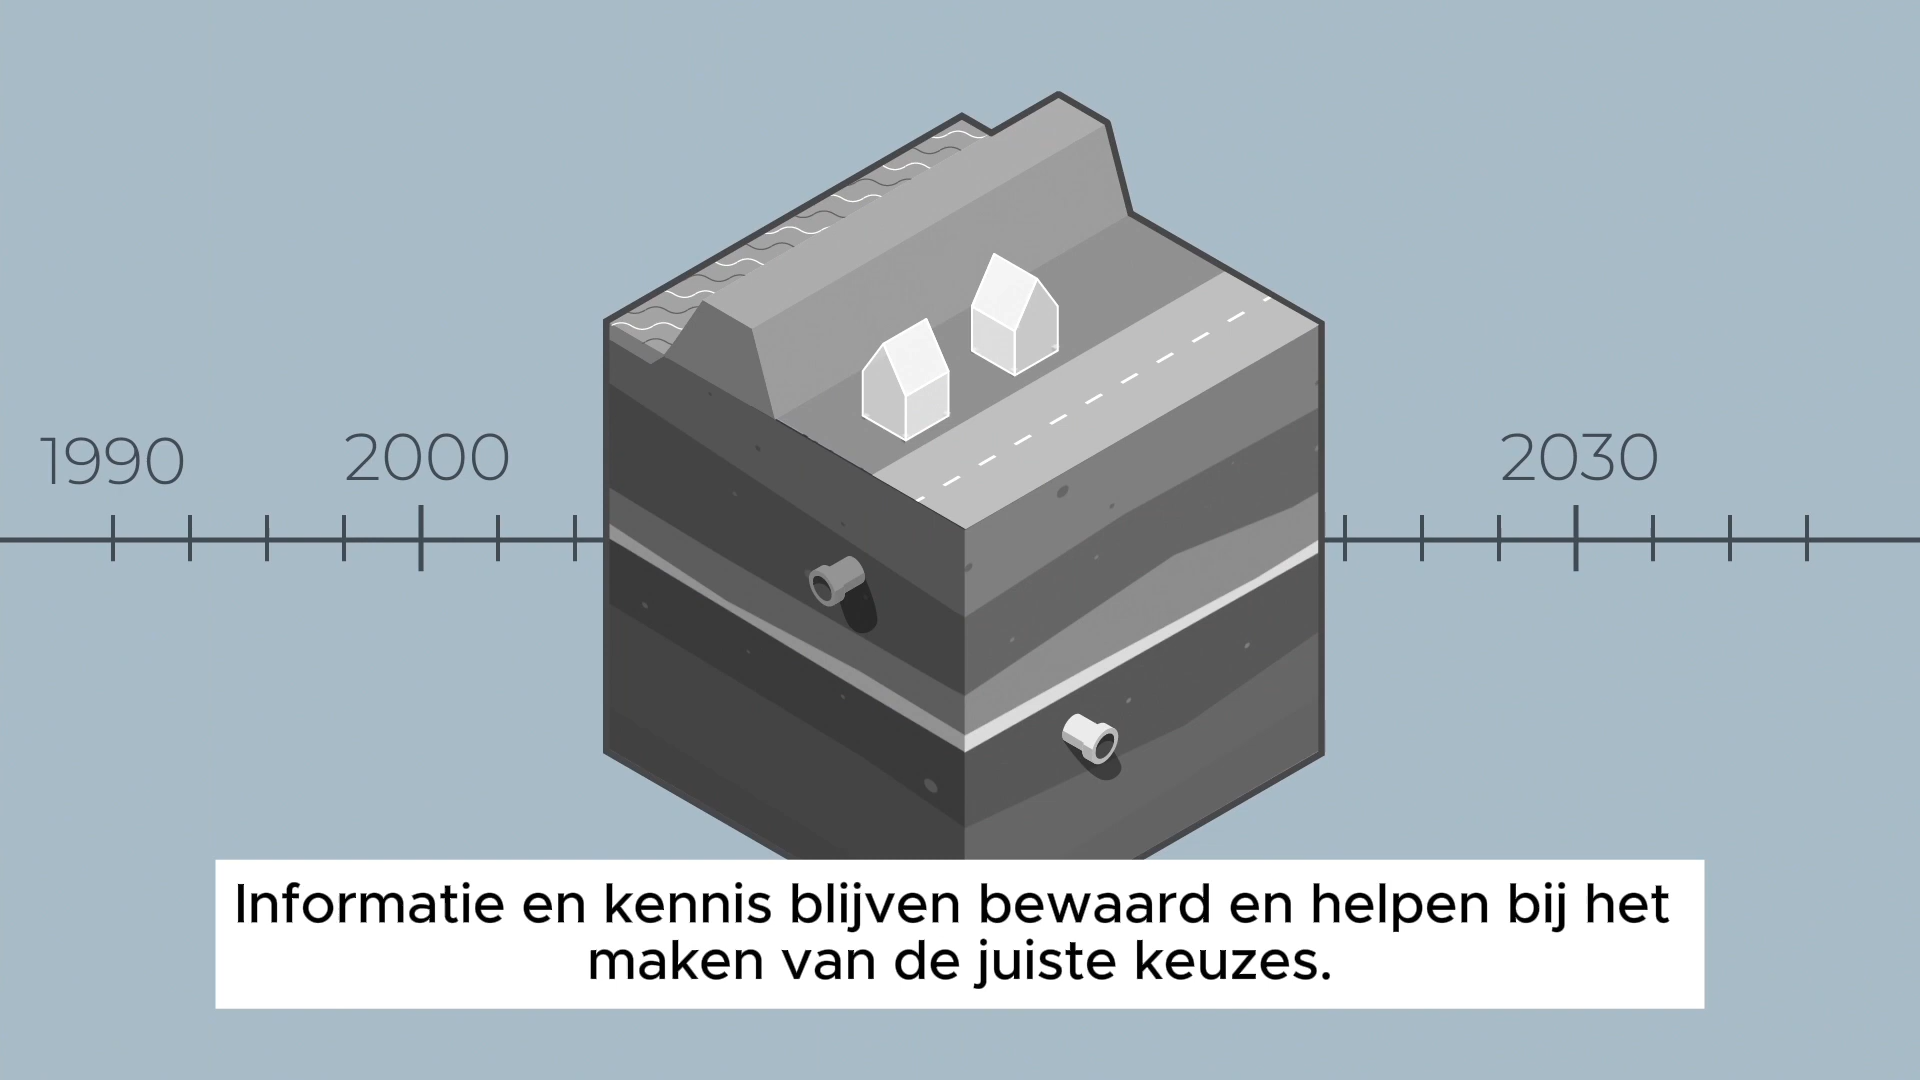 1990
2000
2030
Informatie en kennis blijven bewaard en helpen bij het
maken van de juiste keuzes.